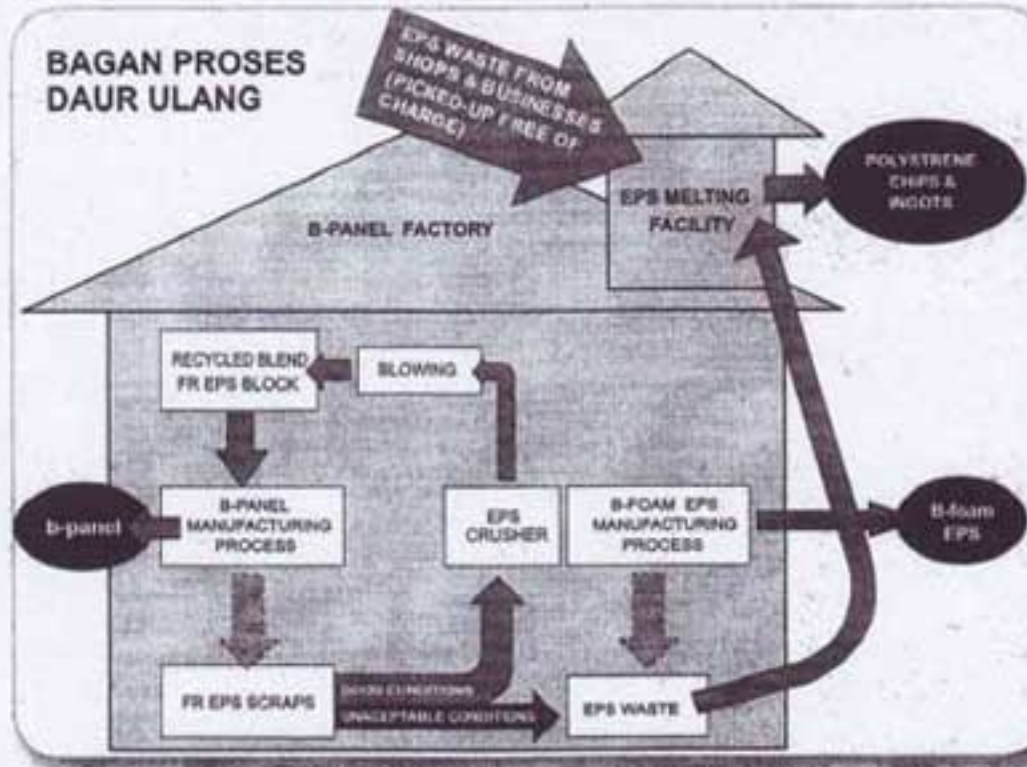 BAGAN PROSES
DAUR ULANG
EPS WASTE FROM
SHOPS & BUSINESSES
(PICKED-UP FREE OF
CHARGE)
B-PANEL FACTORY
EPS MELTING
FACILITY
POLYSTRENE
CHIPS &
INGOTS
RECYCLED BLEND
FR EPS BLOCK
BLOWING
b-panel
B-PANEL
MANUFACTURING
PROCESS
EPS
CRUSHER
B-FOAM EPS
MANUFACTURING
PROCESS
B-foam
EPS
FR EPS SCRAPS
GOOD CONDITIONS
UNACEPTABLE CONDITIONS
EPS WASTE